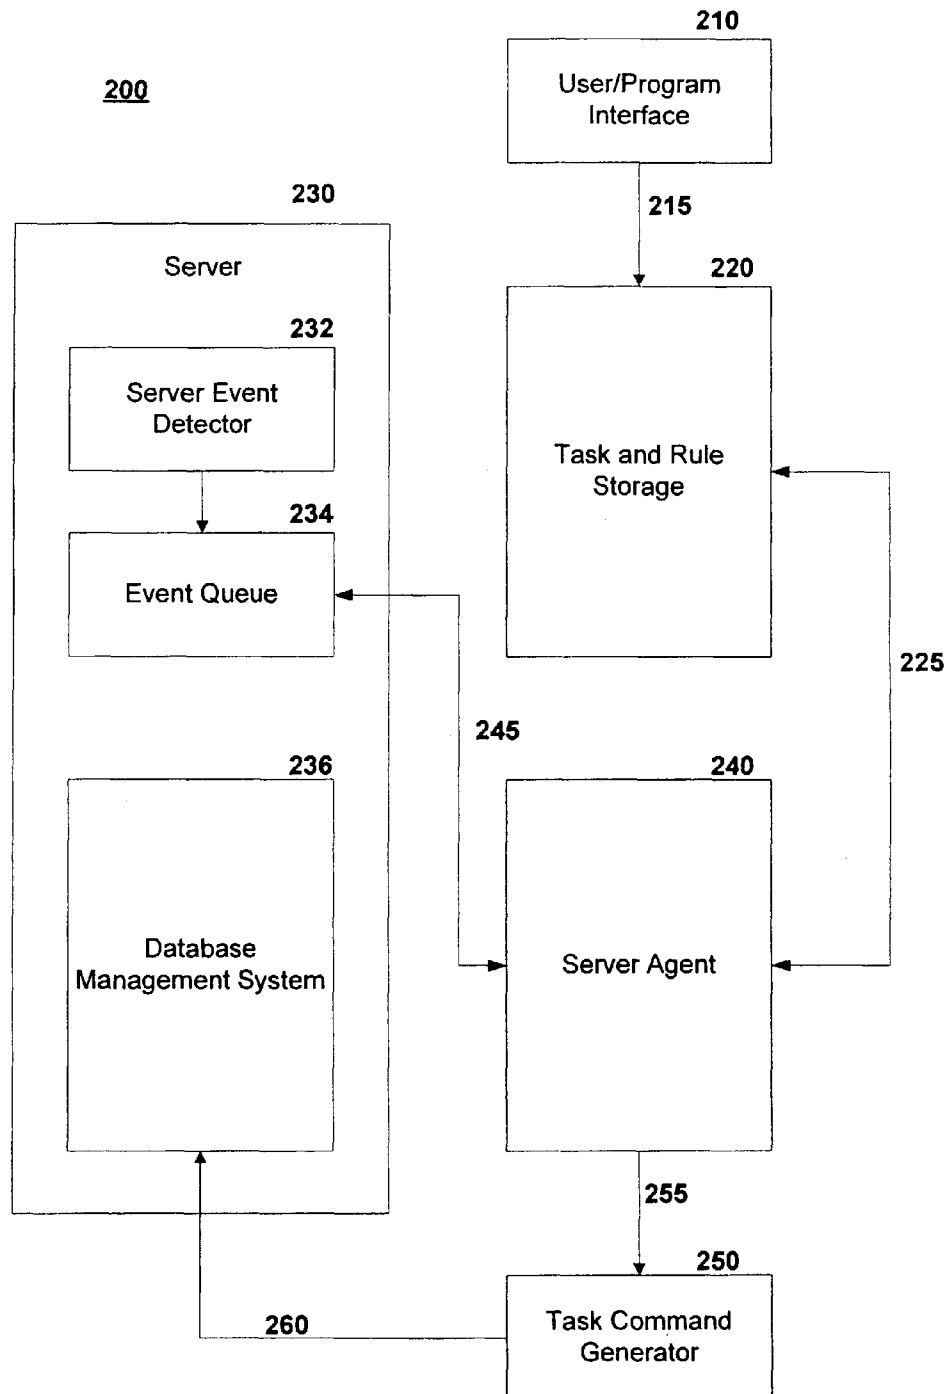 210
User/Program
Interface
200
215
230
Server
220
232
Server Event
Detector
Task and Rule
Storage
234
Event Queue
225
245
236
240
Database
Management System
Server Agent
255
250
Task Command
Generator
260